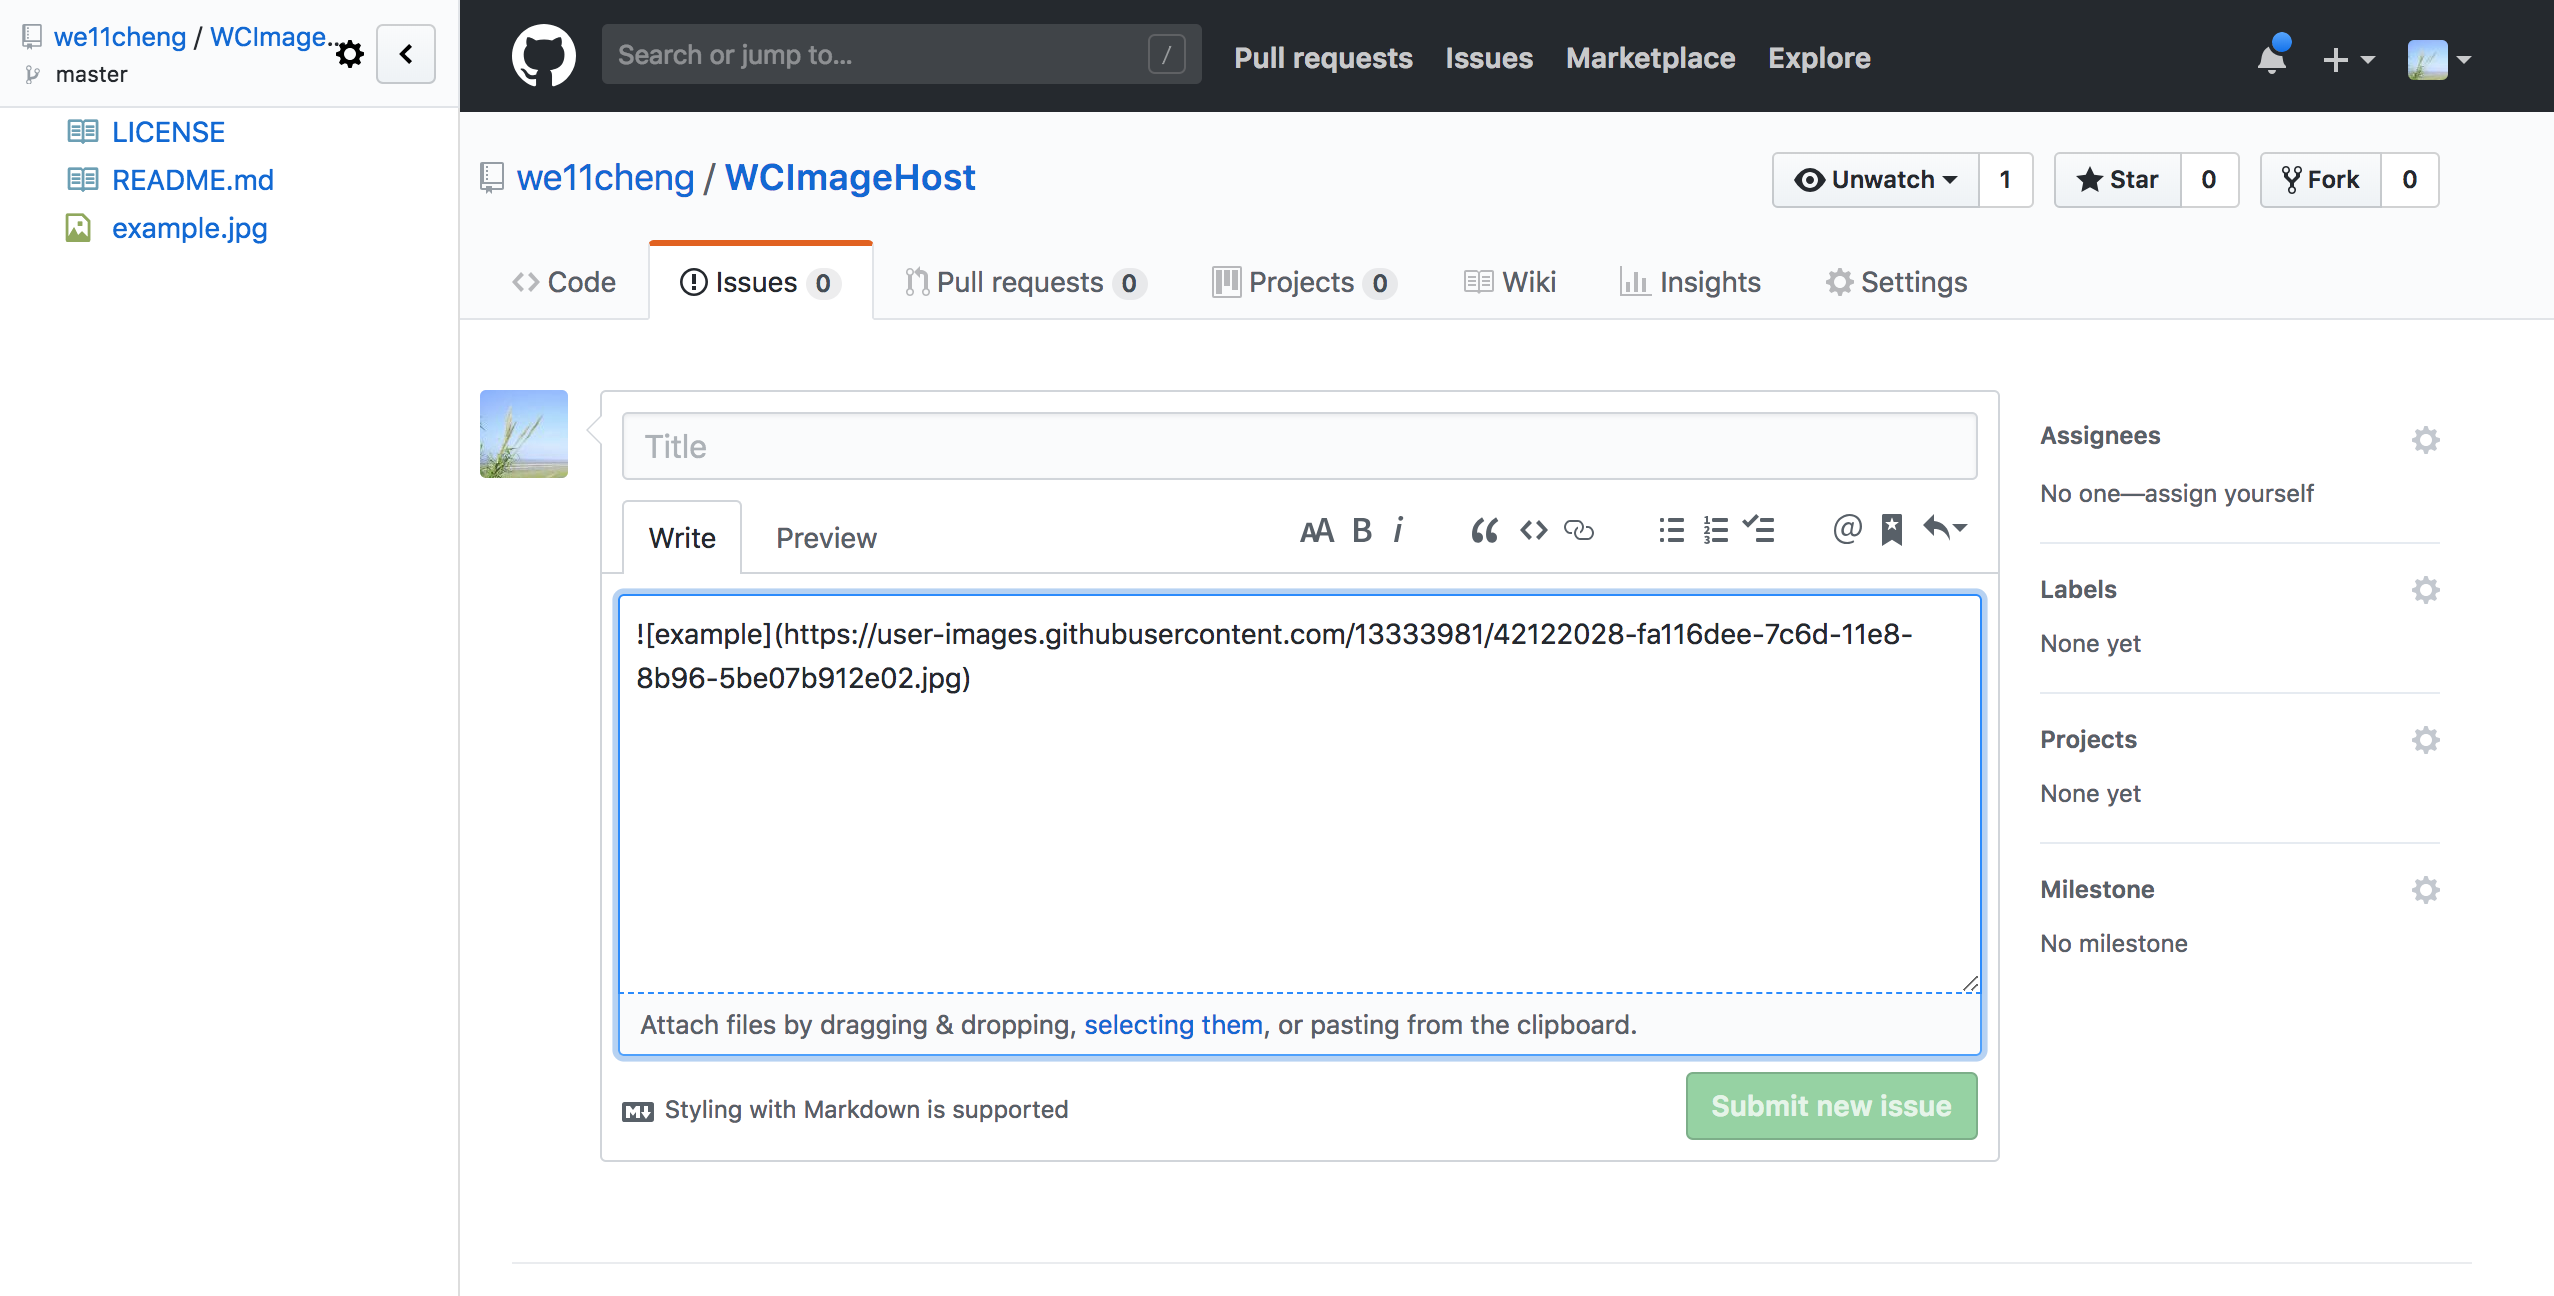 we11cheng / WCImage...
master
LICENSE
README.md
example.jpg
Search or jump to...
/
Pull requests Issues Marketplace Explore
we11cheng / WCImageHost
Unwatch 1
Star 0
Fork 0
Code
Issues 0
Pull requests 0
Projects 0
Wiki
Insights
Settings
Title
Write
Preview
AA B i
![example](https://user-images.githubusercontent.com/13333981/42122028-fa116dee-7c6d-11e8-
8b96-5be07b912e02.jpg)
Attach files by dragging & dropping, selecting them, or pasting from the clipboard.
Styling with Markdown is supported
Submit new issue
Assignees
No one—assign yourself
Labels
None yet
Projects
None yet
Milestone
No milestone